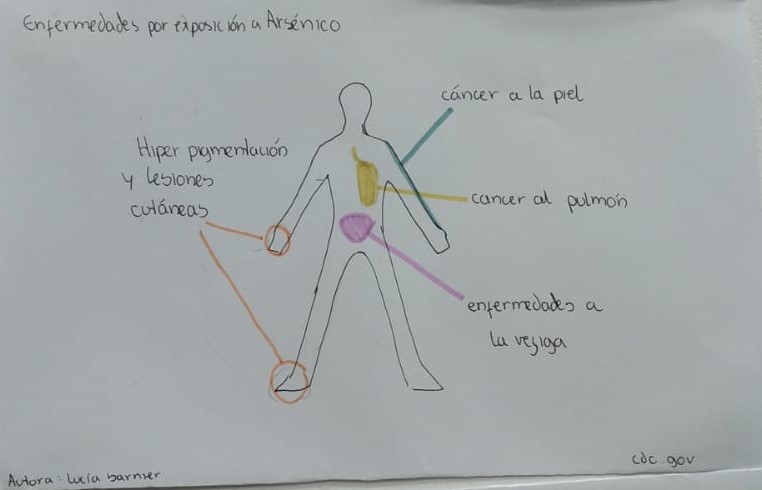 Enfermedades por exposición a Arsénico
cáncer a la piel
Hiper pigmentación
y Lesiones
cutáneas
cancer al pulmón
enfermedades a
la vejiga
cdc.gov
Autora: Lucía barnier